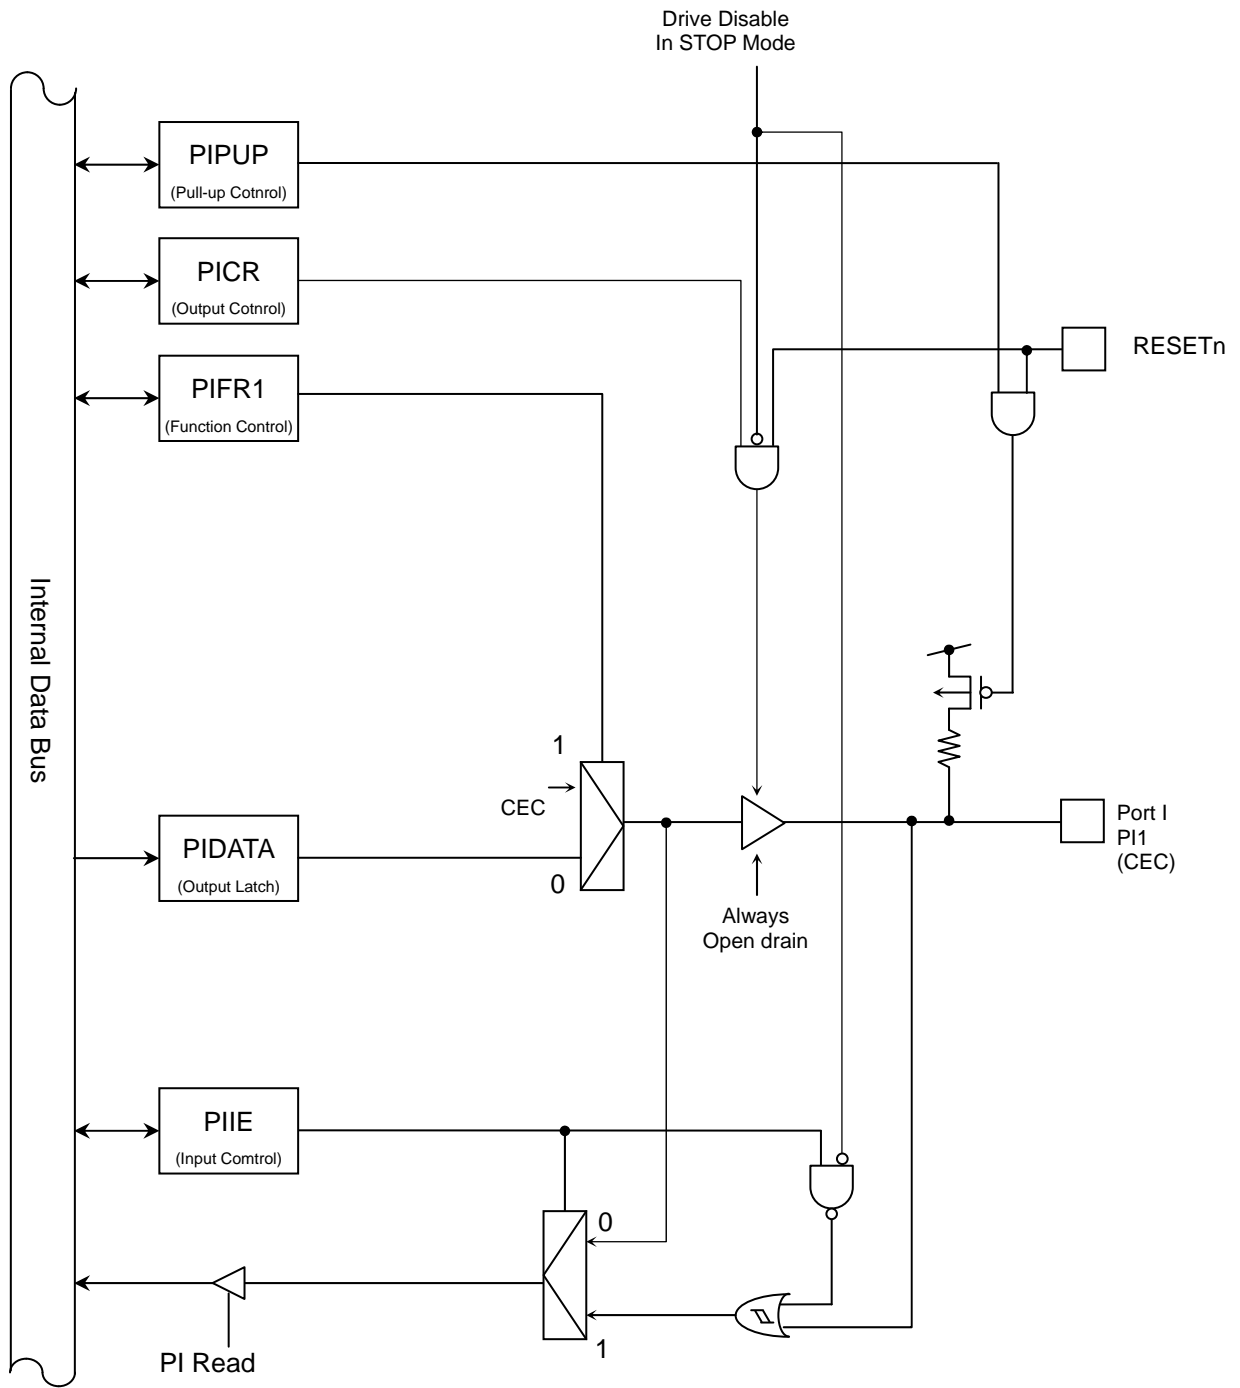 Drive Disable
In STOP Mode
PIPUP
(Pull-up Cotnrol)
PICR
(Output Cotnrol)
RESETn
PIFR1
(Function Control)
Internal Data Bus
1
CEC
0
PIDATA
(Output Latch)
Port I
PI1
(CEC)
Always
Open drain
PIIE
(Input Comtrol)
0
1
PI Read